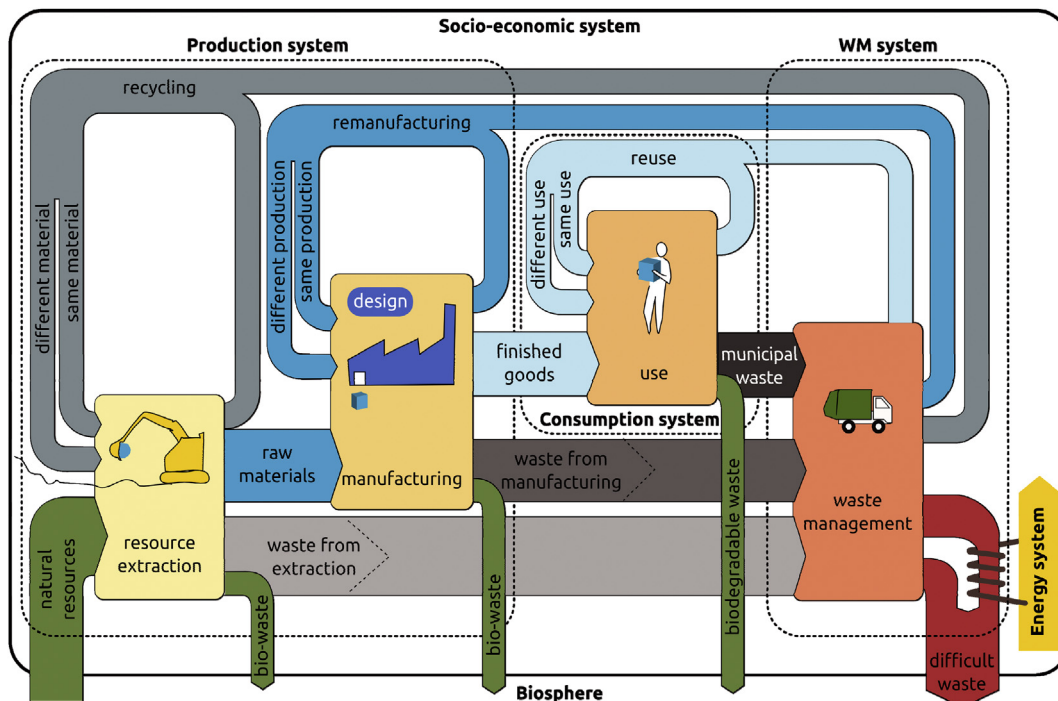 Socio-economic system
Production system
WM system
recycling
remanufacturing
reuse
different material
same material
different production
same production
different use
same use
design
finished
goods
use
municipal
waste
Consumption system
raw
materials
manufacturing
waste from
manufacturing
waste
management
resource
extraction
waste from
extraction
natural
resources
bio-waste
bio-waste
biodegradable waste
Energy system
difficult
waste
Biosphere